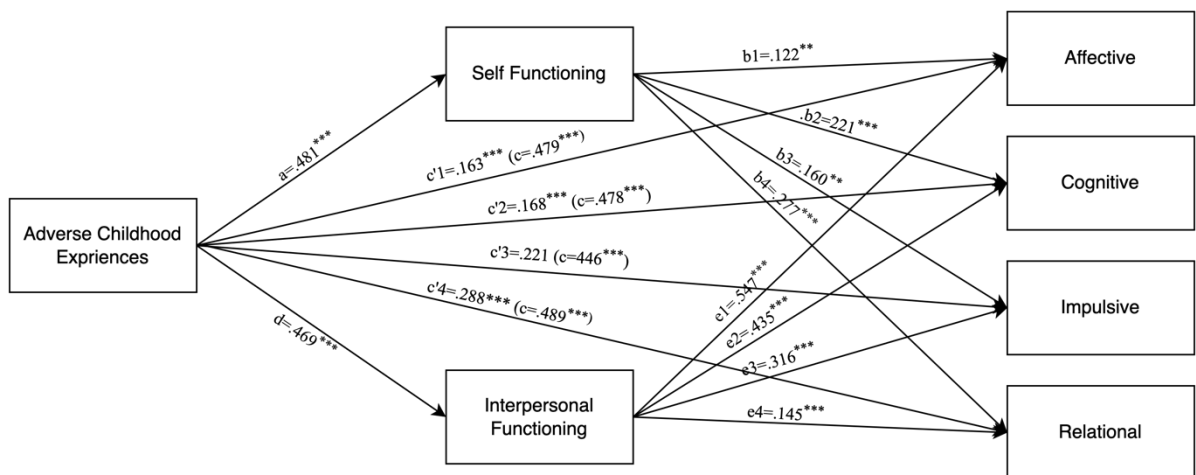 Self Functioning
Affective
b1=.122**
.b2=221***
b3=.160**
b4=.277***
a=.481***
c'1=.163*** (c=.479***)
Cognitive
c'2=.168*** (c=.478***)
Adverse Childhood
Expriences
c'3=.221 (c=446***)
c'4=.288*** (c=.489***)
e1=.547***
e2=.435***
Impulsive
d=.469***
e3=.316***
Interpersonal
Functioning
e4=.145***
Relational